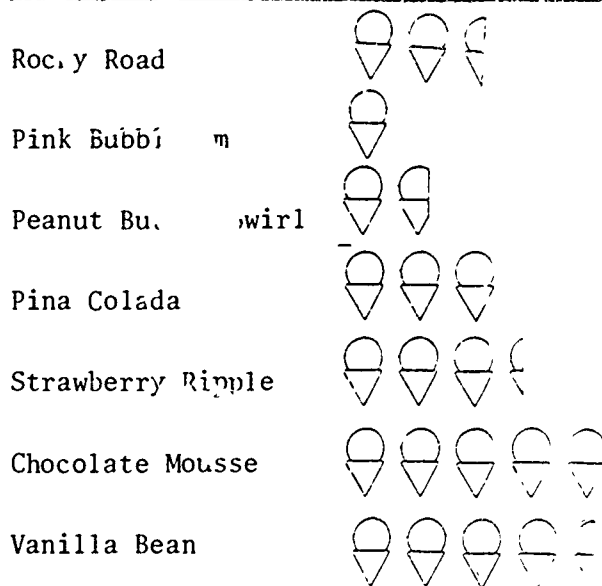 Road
Pink
Peanut
Pina Colada
Strawberry Ripple
Chocolate Mousse
Vanilla Bean